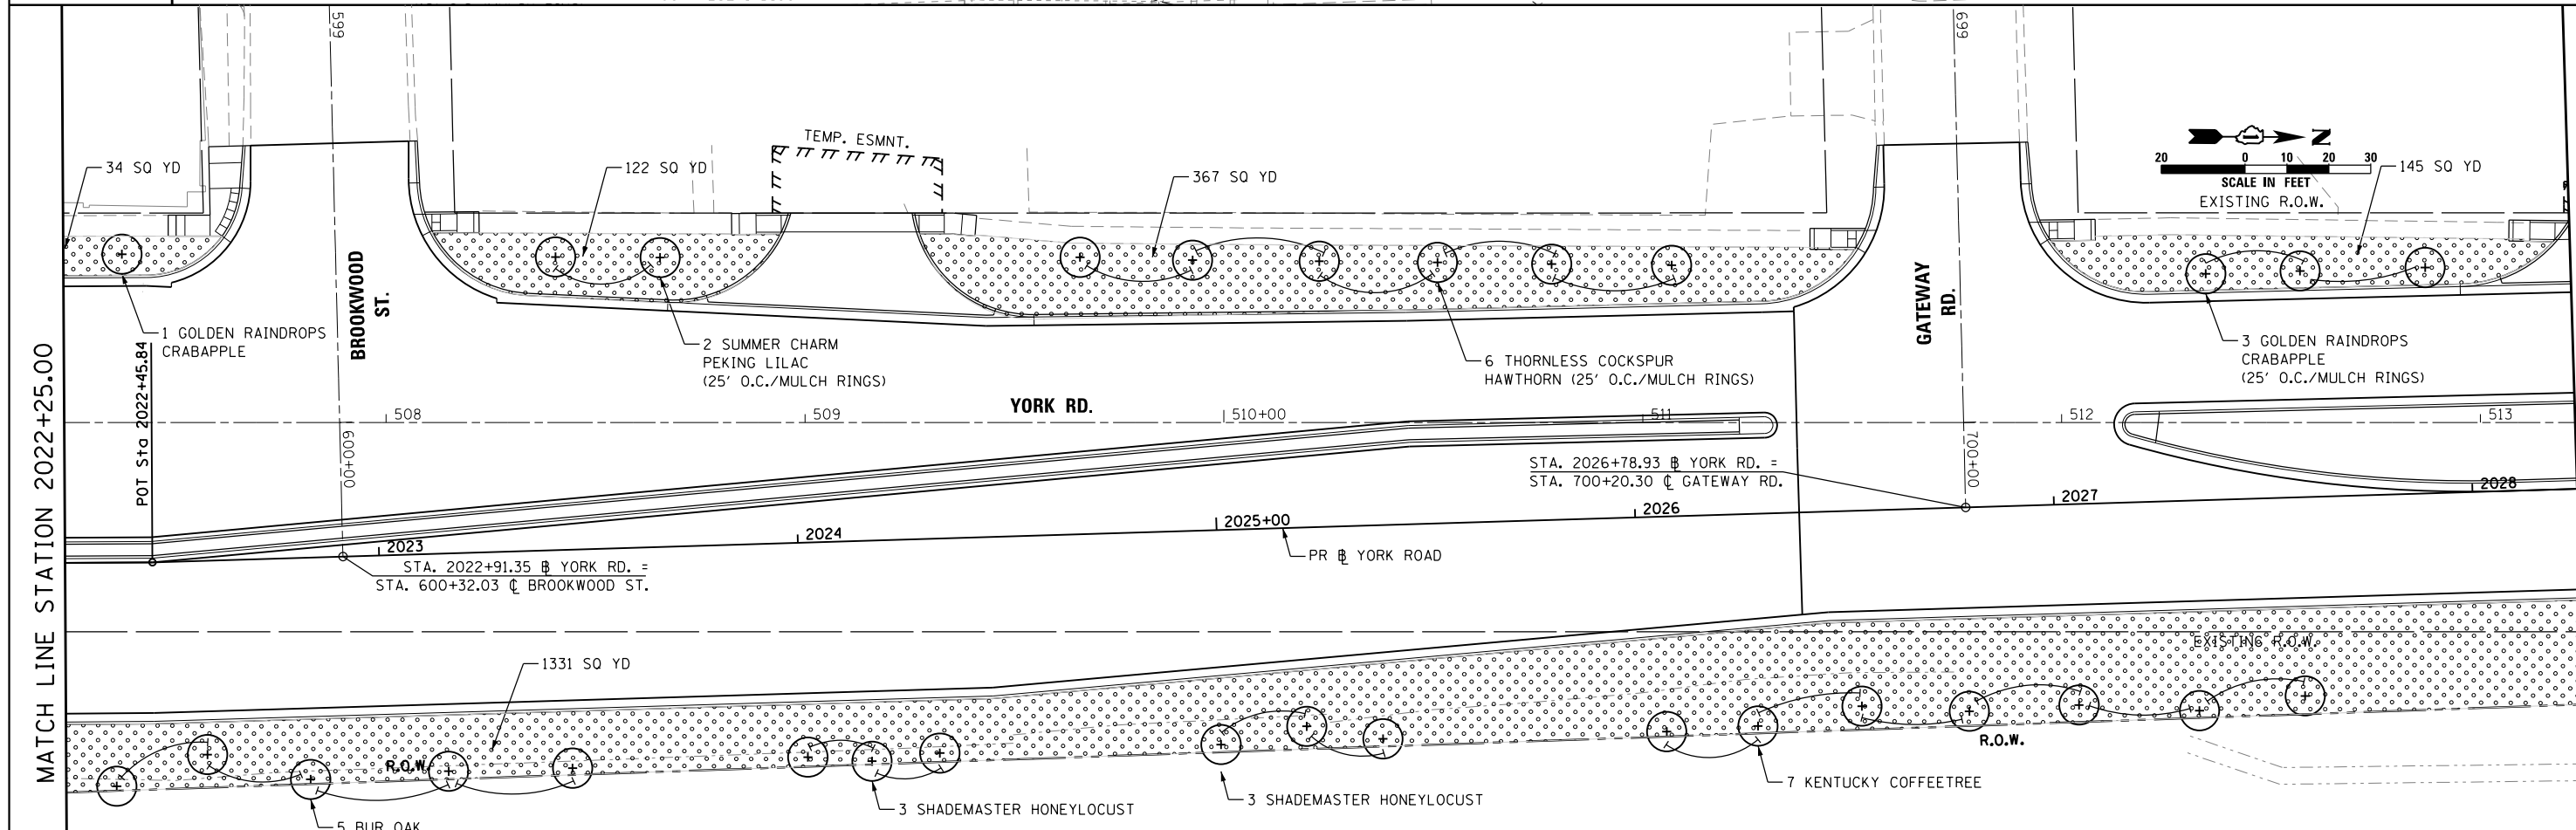 MATCH LINE STATION 2022+25.00
599
699
34 SQ YD
122 SQ YD
TEMP. ESMNT.
367 SQ YD
N
20 0 10 20 30
SCALE IN FEET
145 SQ YD
EXISTING R.O.W.
BROOKWOOD
ST.
GATEWAY
RD.
1 GOLDEN RAINDROPS
CRABAPPLE
POT Sta 2022+45.84
2 SUMMER CHARM
PEKING LILAC
(25' O.C./MULCH RINGS)
6 THORNLESS COCKSPUR
HAWTHORN (25' O.C./MULCH RINGS)
3 GOLDEN RAINDROPS
CRABAPPLE
(25' O.C./MULCH RINGS)
YORK RD.
508
509
510+00
511
512
513
600+00
700+00
STA. 2026+78.93 ⅊ YORK RD. =
STA. 700+20.30 ℄ GATEWAY RD.
2023
2024
2025+00
2026
2027
2028
PR ⅊ YORK ROAD
STA. 2022+91.35 ⅊ YORK RD. =
STA. 600+32.03 ℄ BROOKWOOD ST.
1331 SQ YD
EXISTING R.O.W.
R.O.W.
R.O.W.
5 BUR OAK
3 SHADEMASTER HONEYLOCUST
3 SHADEMASTER HONEYLOCUST
7 KENTUCKY COFFEETREE